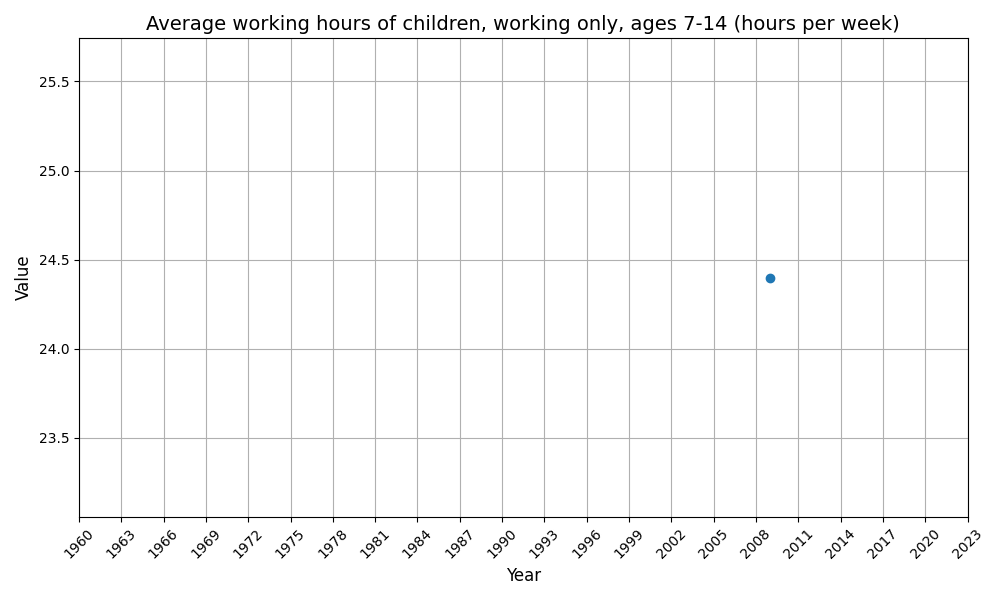 Average working hours of children, working only, ages 7-14 (hours per week)
25.5
25.0
24.5
24.0
23.5
Value
1960 1963 1966 1969 1972 1975 1978 1981 1984 1987 1990 1993 1996 1999 2002 2005 2008 2011 2014 2017 2020 2023
Year